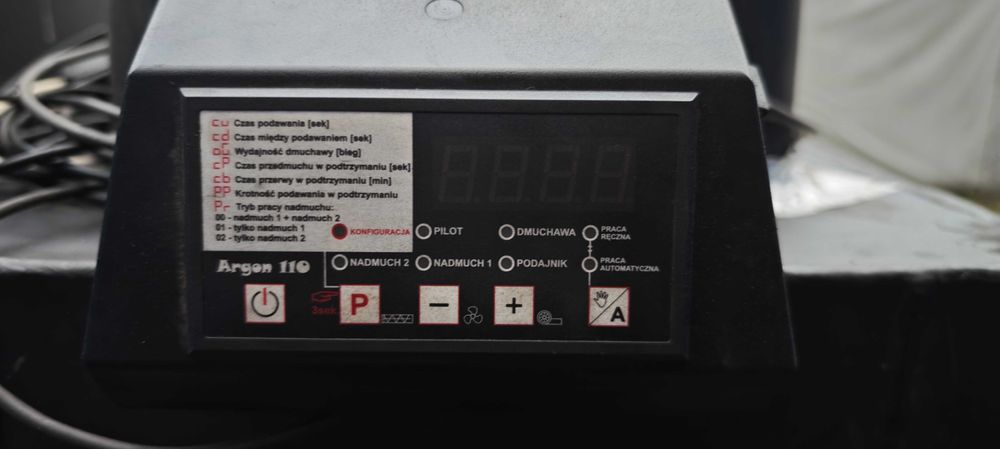 cu Czas podawania [sek]
cd Czas między podawaniem [sek]
Wydajność dmuchawy [bieg]
cP Czas przedmuchu w podtrzymaniu [sek]
cb Czas przerwy w podtrzymaniu [min]
PP Krotność podawania w podtrzymaniu
Pr Tryb pracy nadmuchu:
00 - nadmuch 1 + nadmuch 2
01 - tylko nadmuch 1
02 - tylko nadmuch 2
KONFIGURACJA
PILOT
DMUCHAWA
PRACA
RĘCZNA
NADMUCH 2
NADMUCH 1
PODAJNIK
PRACA
AUTOMATYCZNA
Argon 110
3sek.
P
−
+
A